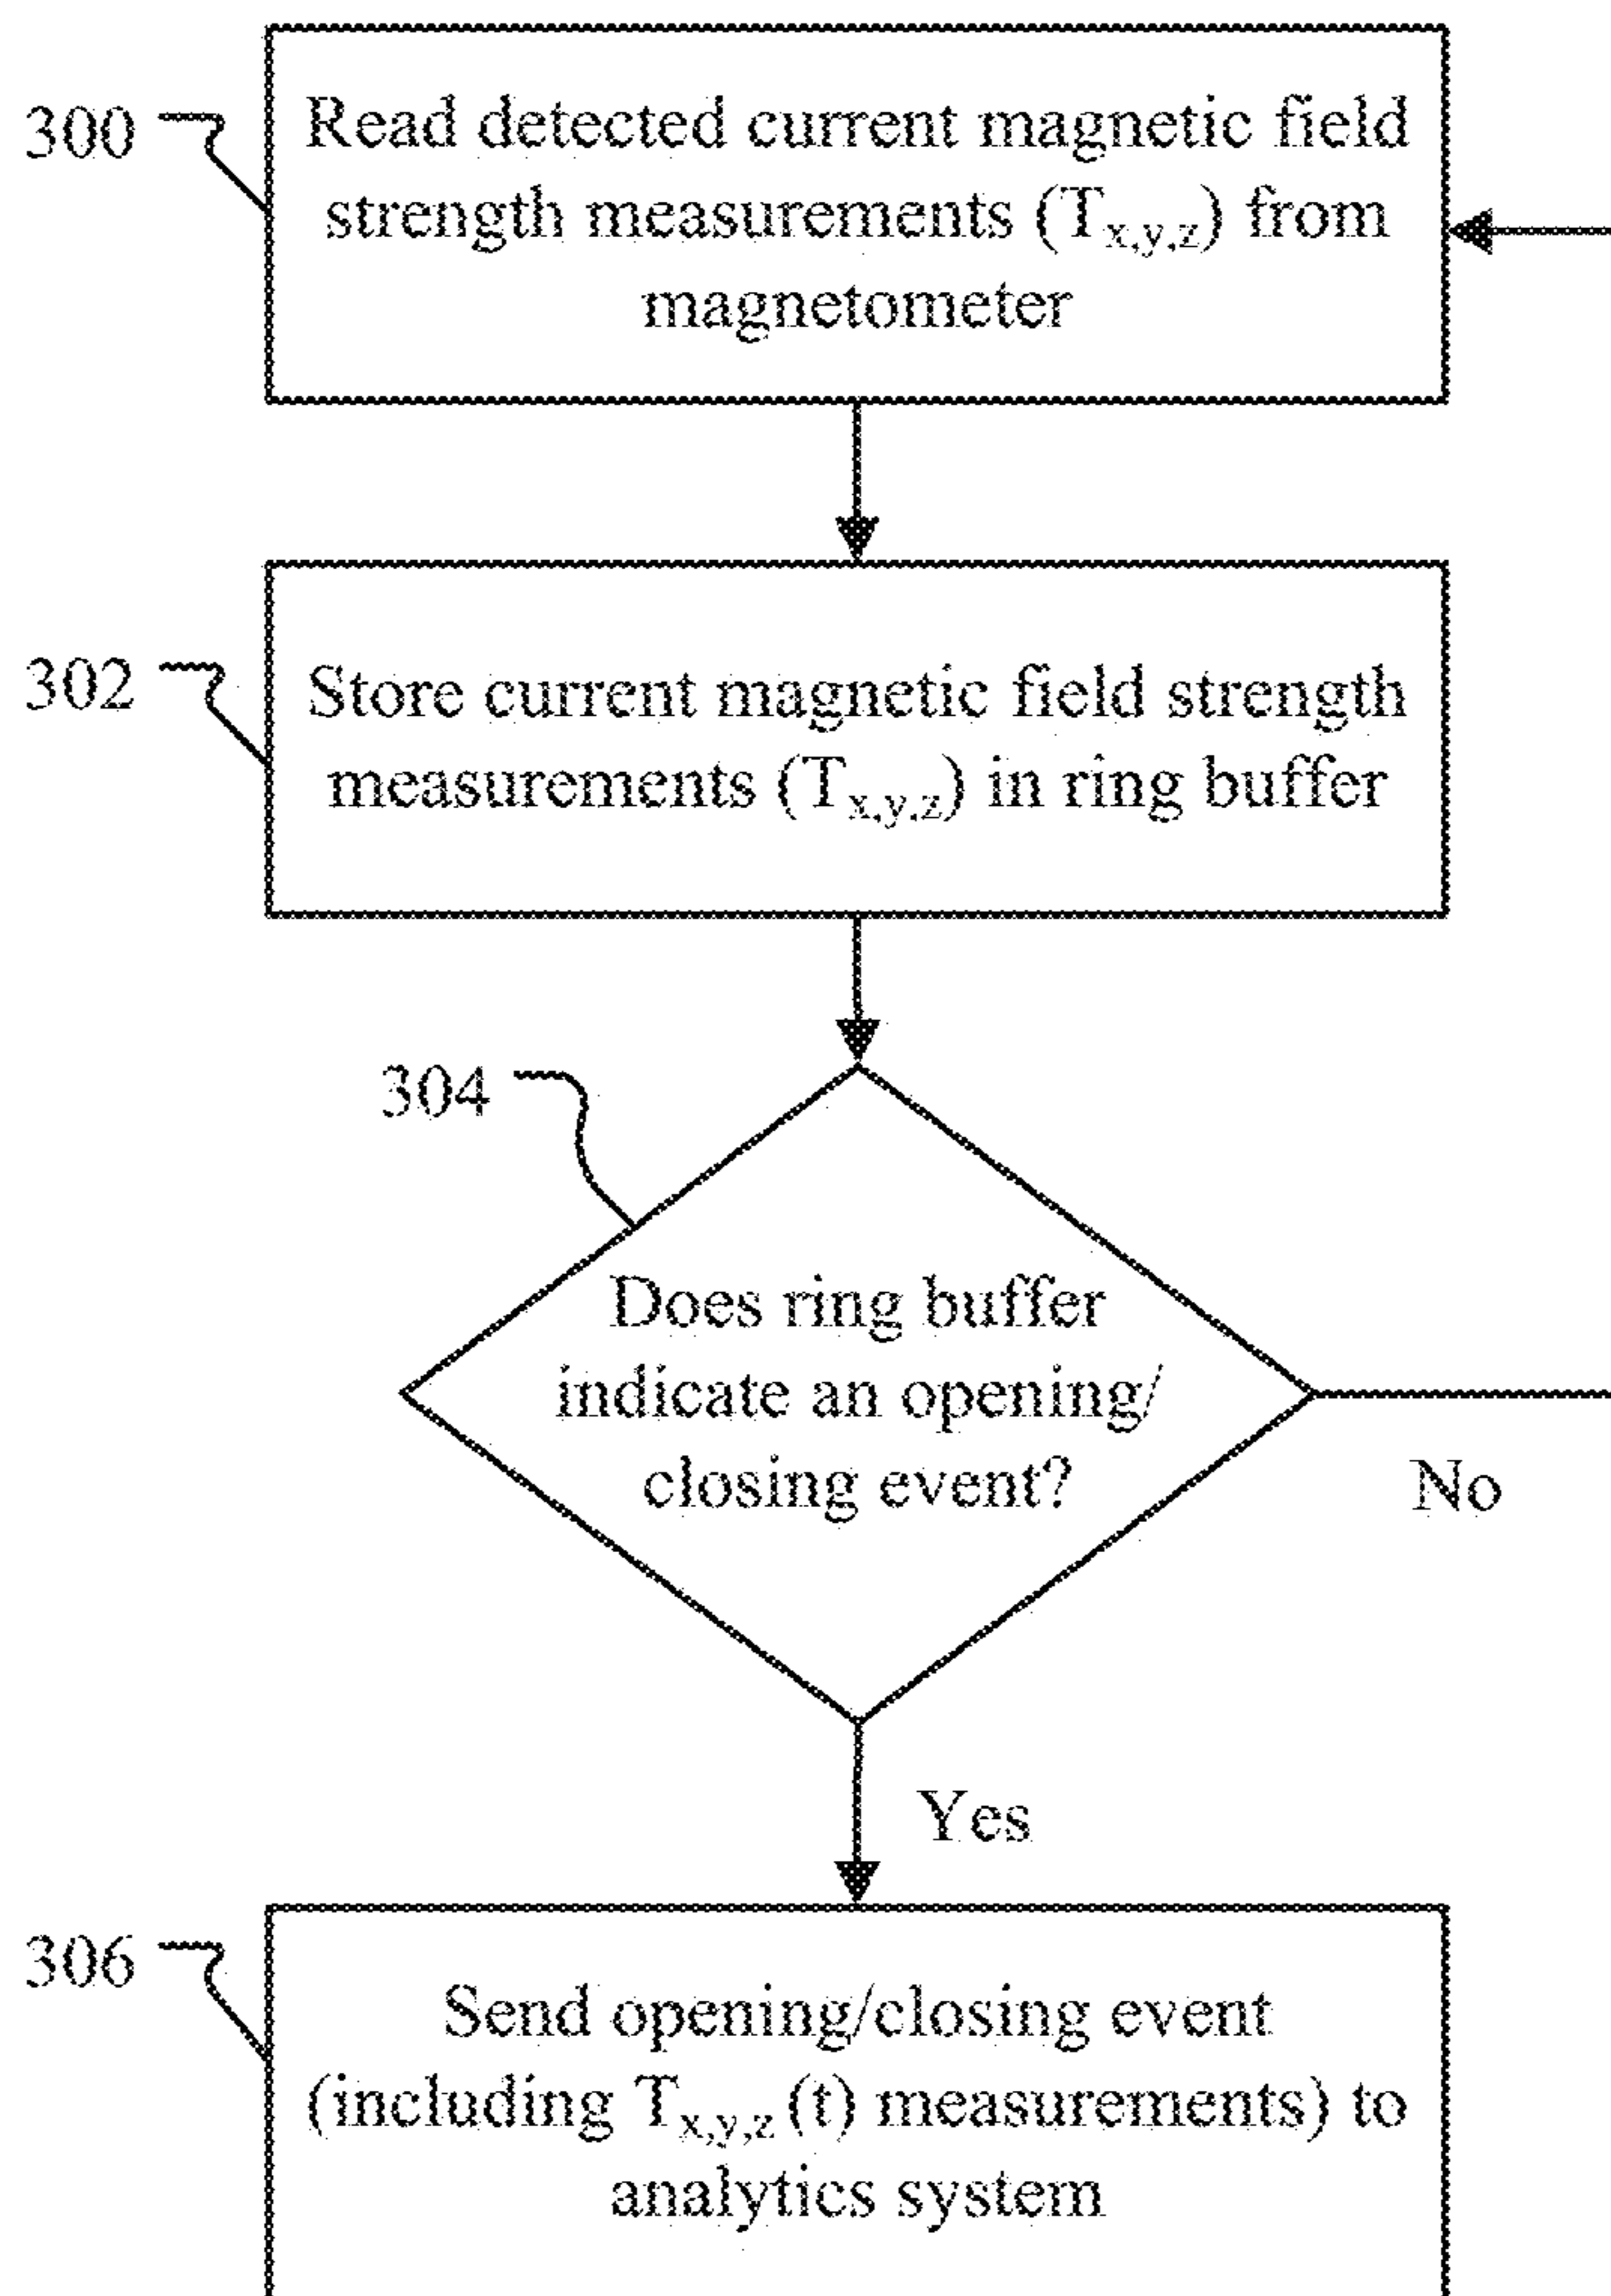 300
Read detected current magnetic field
strength measurements (Tx,y,z) from
magnetometer
302
Store current magnetic field strength
measurements (Tx,y,z) in ring buffer
304
Does ring buffer
indicate an opening/
closing event?
No
Yes
306
Send opening/closing event
(including Tx,y,z (t) measurements) to
analytics system